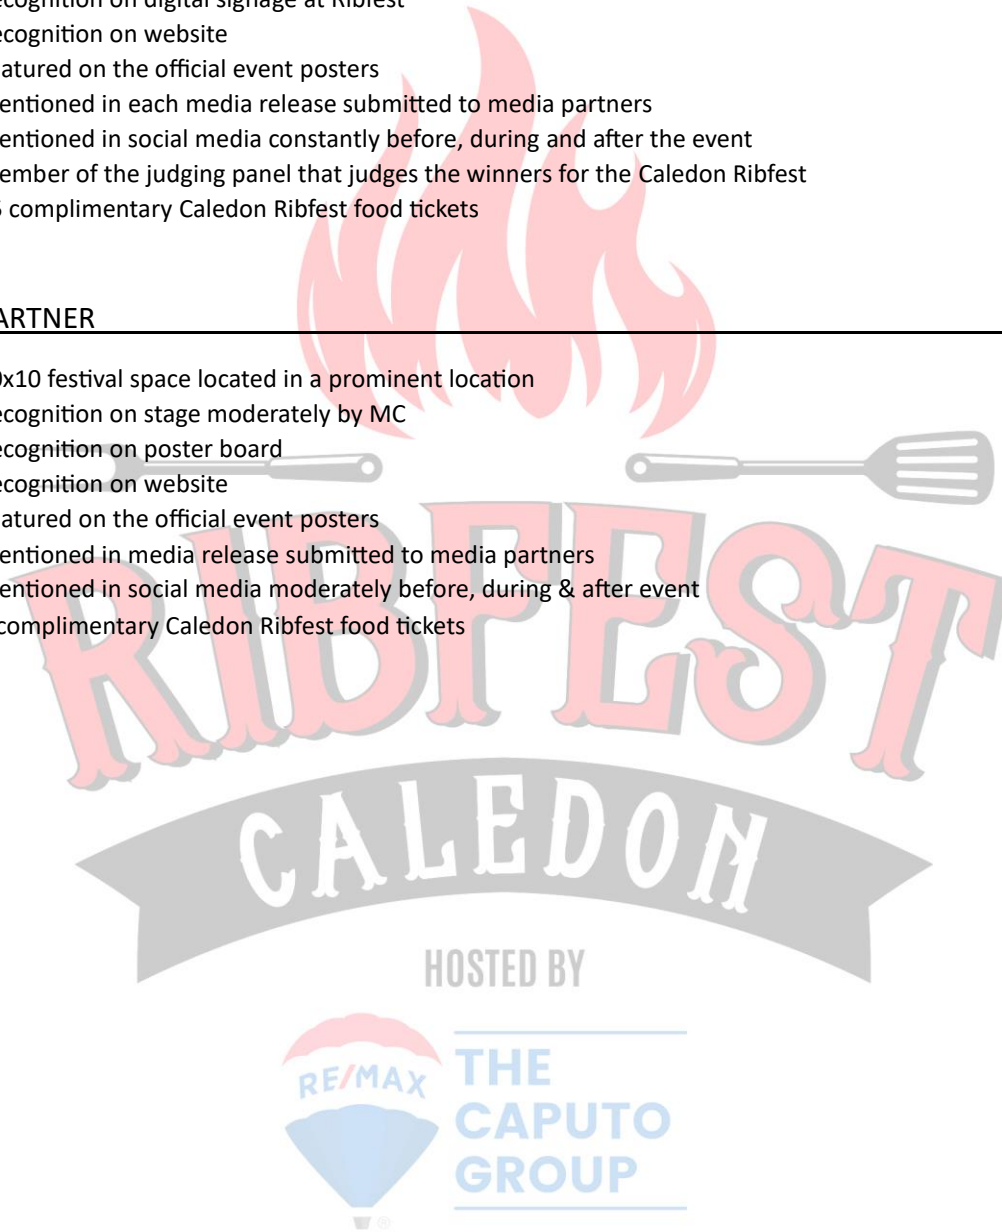 ecognition on digital signage at Ribfest
ecognition on website
atured on the official event posters
entioned in each media release submitted to media partners
entioned in social media constantly before, during and after the event
ember of the judging panel that judges the winners for the Caledon Ribfest
complimentary Caledon Ribfest food tickets
ARTNER
x10 festival space located in a prominent location
ecognition on stage moderately by MC
ecognition on poster board
ecognition on website
atured on the official event posters
entioned in media release submitted to media partners
entioned in social media moderately before, during & after event
complimentary Caledon Ribfest food tickets
RIBFEST
CALEDON
HOSTED BY
RE/MAX
THE
CAPUTO
GROUP
®